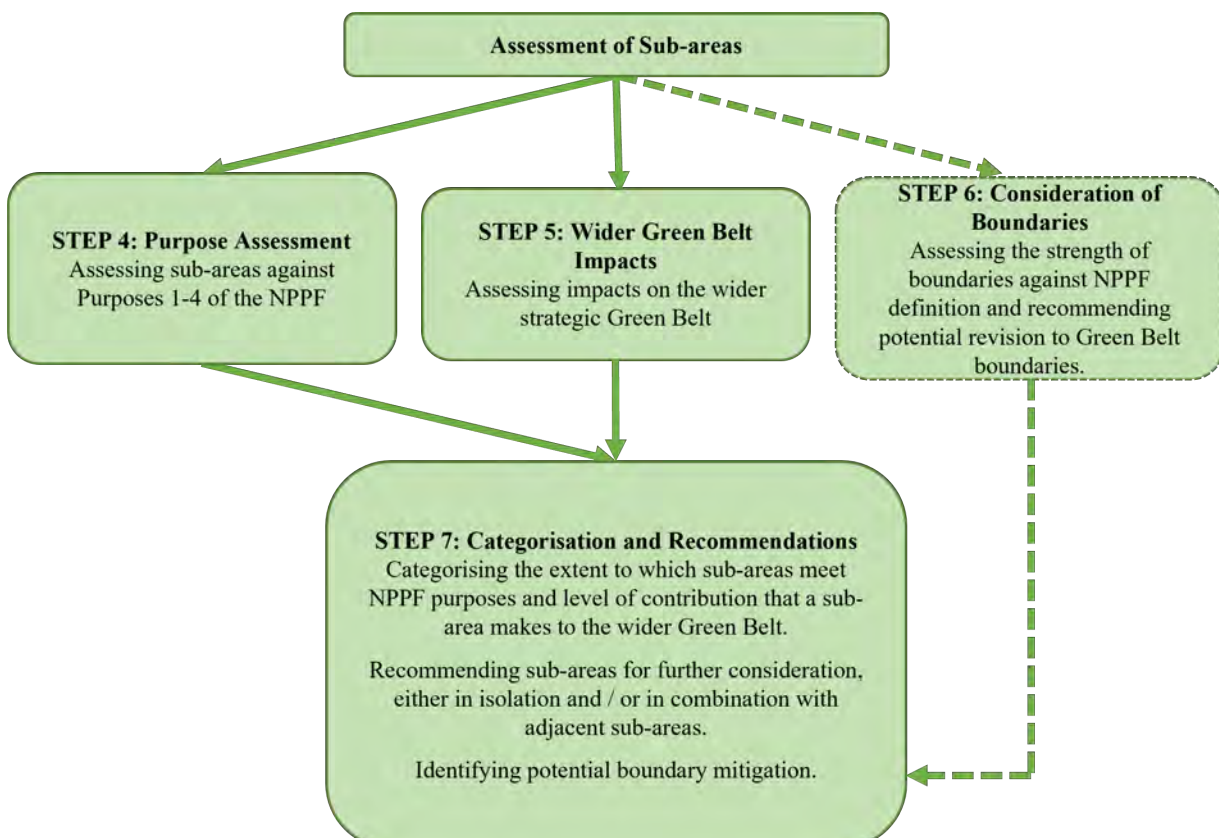 Assessment of Sub-areas
STEP 4: Purpose Assessment
Assessing sub-areas against
Purposes 1-4 of the NPPF
STEP 5: Wider Green Belt
Impacts
Assessing impacts on the wider
strategic Green Belt
STEP 6: Consideration of
Boundaries
Assessing the strength of
boundaries against NPPF
definition and recommending
potential revision to Green Belt
boundaries.
STEP 7: Categorisation and Recommendations
Categorising the extent to which sub-areas meet
NPPF purposes and level of contribution that a sub-
area makes to the wider Green Belt.
Recommending sub-areas for further consideration,
either in isolation and / or in combination with
adjacent sub-areas.
Identifying potential boundary mitigation.